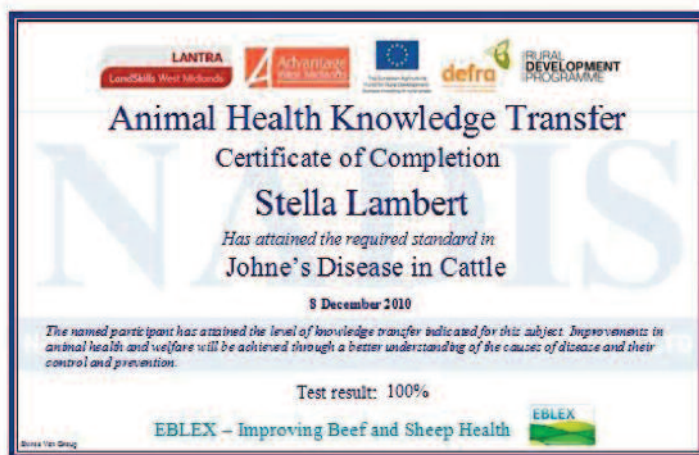 LANTRA
LandSkills West Midlands
Advantage
West Midlands
defra
RURAL
DEVELOPMENT
PROGRAMME
Animal Health Knowledge Transfer
Certificate of Completion
Stella Lambert
Has attained the required standard in
Johne's Disease in Cattle
8 December 2010
The named participant has attained the level of knowledge transfer indicated for this subject. Improvements in
animal health and welfare will be achieved through a better understanding of the causes of disease and their
control and prevention.
Test result: 100%
EBLEX – Improving Beef and Sheep Health
EBLEX
NADIS